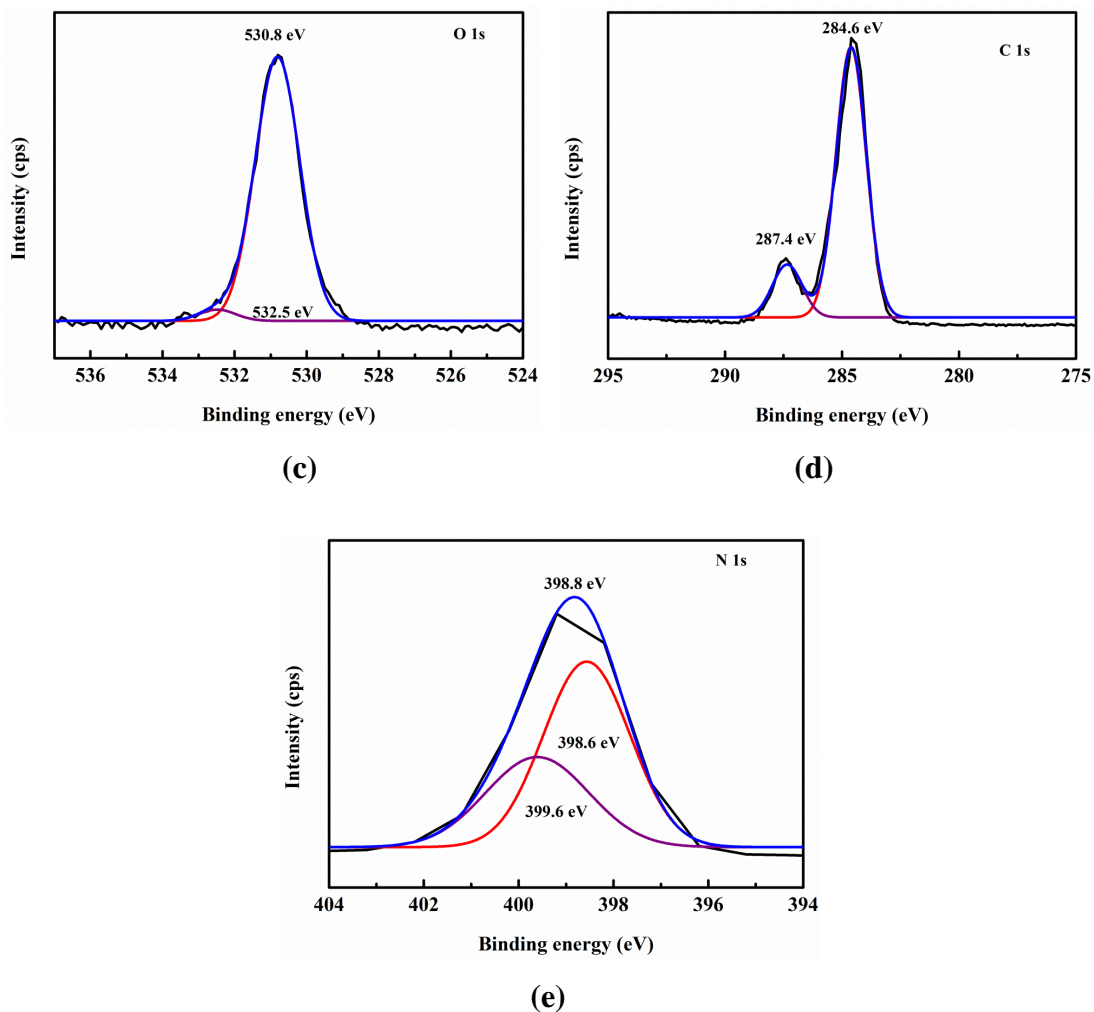 530.8 eV
O 1s
532.5 eV
Intensity (cps)
536
534
532
531
530
528
526
524
Binding energy (eV)
(c)
284.6 eV
C 1s
287.4 eV
Intensity (cps)
295
290
285
280
275
Binding energy (eV)
(d)
N 1s
398.8 eV
398.6 eV
399.6 eV
Intensity (cps)
404
402
400
398
396
394
Binding energy (eV)
(e)